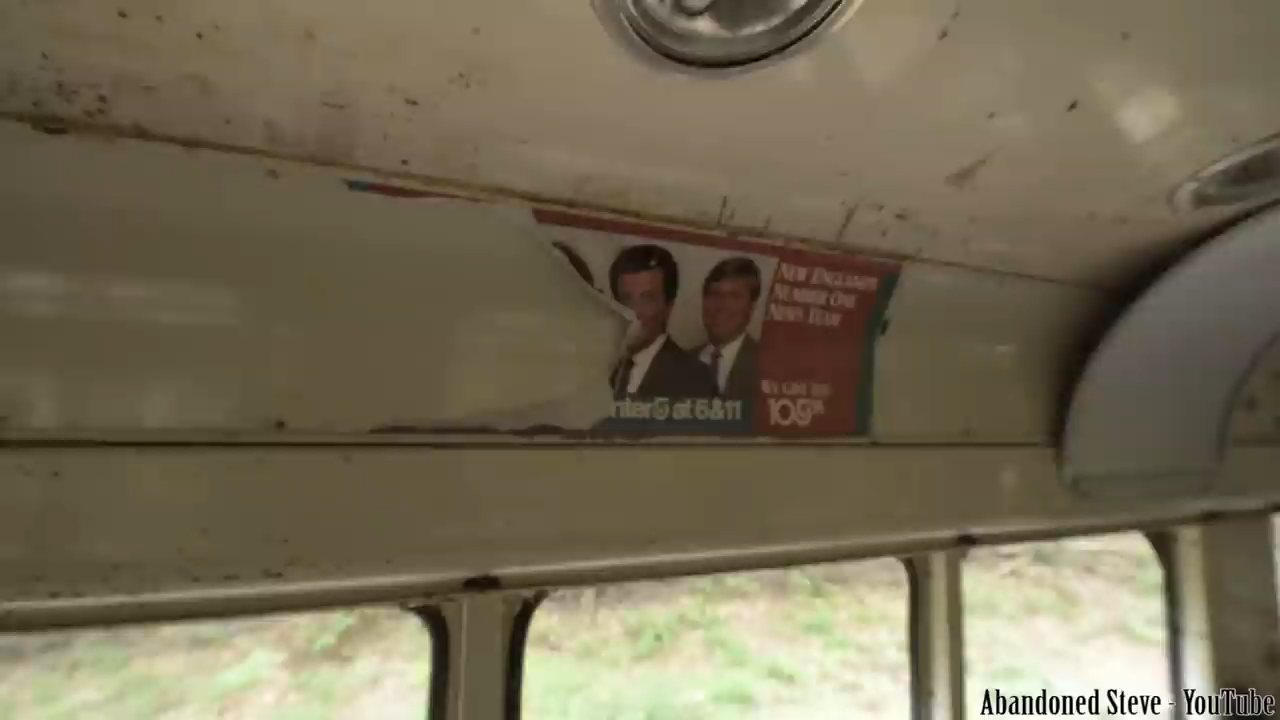 NEW ENGLAND'S
NUMBER ONE
NEWS TEAM
nter5 at 6&11
WE GIVE YOU
105%
Abandoned Steve - YouTube